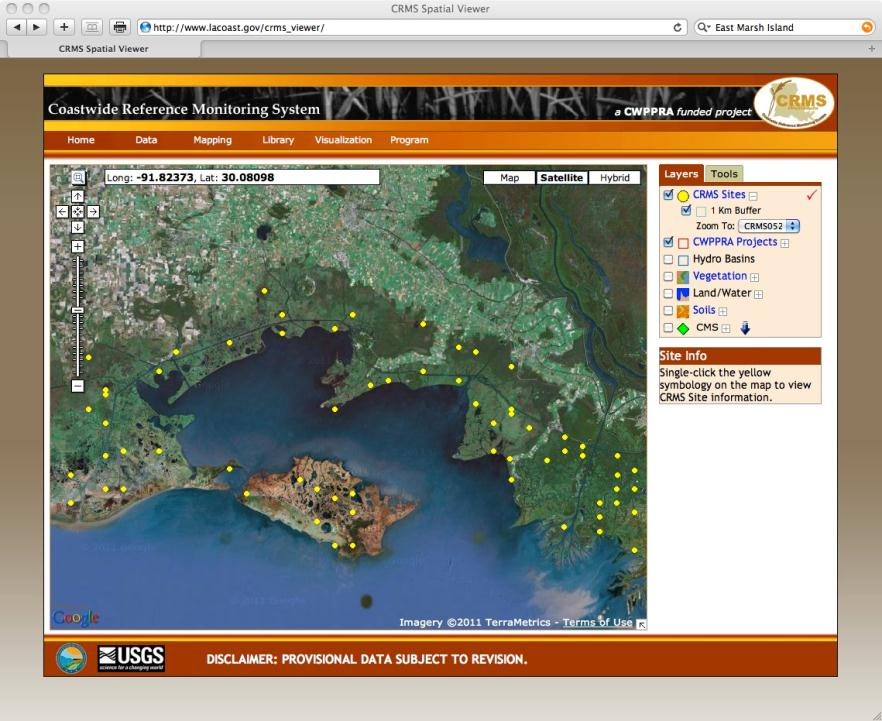 CRMS Spatial Viewer
http://www.lacoast.gov/crms_viewer/
East Marsh Island
CRMS Spatial Viewer
Coastwide Reference Monitoring System
a CWPPRA funded project
CRMS
Home Data Mapping Library Visualization Program
Long: -91.82373, Lat: 30.08098
Map Satellite Hybrid
Layers Tools
CRMS Sites
1 Km Buffer
Zoom To: CRMS052
CWPPRA Projects
Hydro Basins
Vegetation
Land/Water
Soils
CMS
Site Info
Single-click the yellow
symbology on the map to view
CRMS Site information.
© 2011 Google
Google
Imagery ©2011 TerraMetrics - Terms of Use
USGS
science for a changing world
DISCLAIMER: PROVISIONAL DATA SUBJECT TO REVISION.